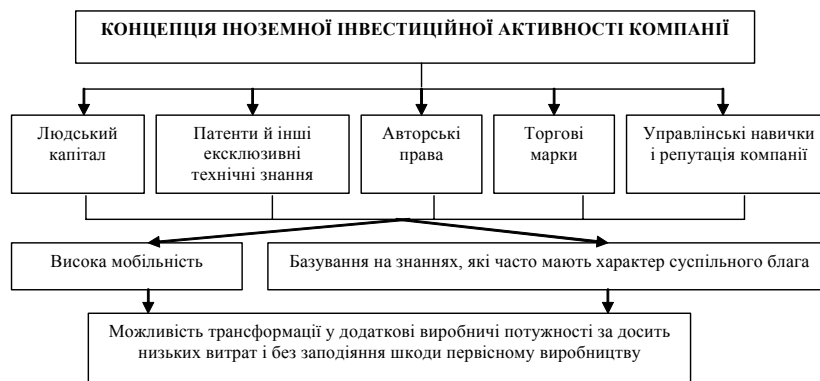 КОНЦЕПЦІЯ ІНОЗЕМНОЇ ІНВЕСТИЦІЙНОЇ АКТИВНОСТІ КОМПАНІЇ
Людський
капітал
Патенти й інші
ексклюзивні
технічні знання
Авторські
права
Торгові
марки
Управлінські навички
і репутація компанії
Висока мобільність
Базування на знаннях, які часто мають характер суспільного блага
Можливість трансформації у додаткові виробничі потужності за досить
низьких витрат і без заподіяння шкоди первісному виробництву